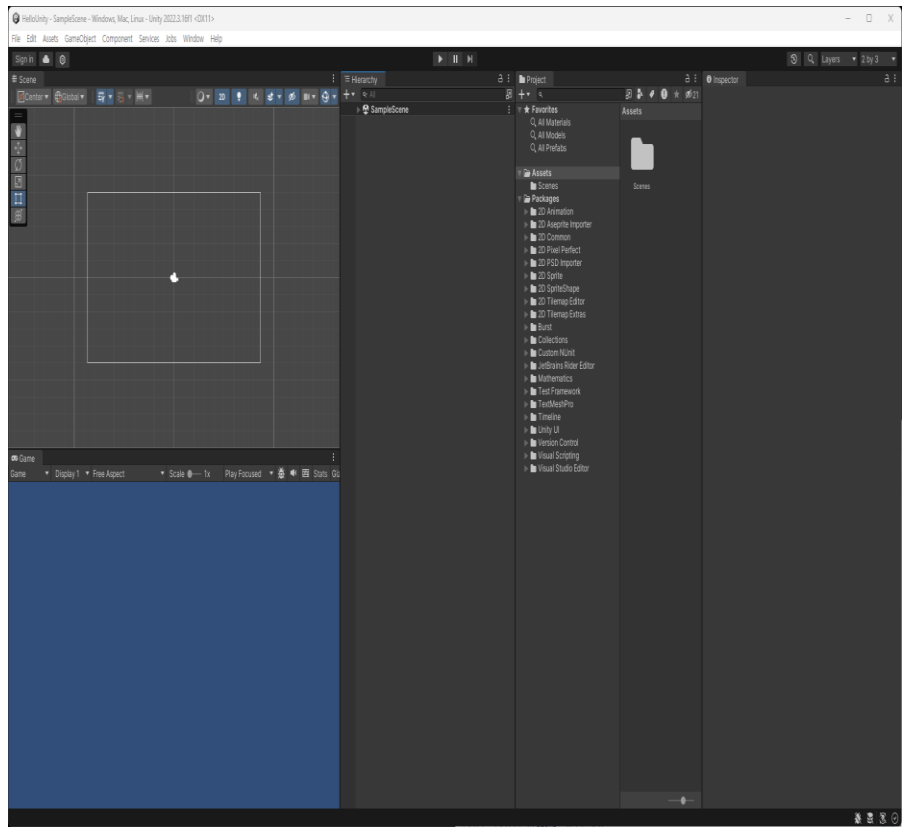 HelloUnity - SampleScene - Windows, Mac, Linux - Unity 2022.3.16f1 <DX11>
File Edit Assets GameObject Component Services Jobs Window Help
Sign in
Layers 2 by 3
Scene
Center Global 2D
Game
Game Display 1 Free Aspect Scale 1x Play Focused Stats Giz
Hierarchy
All
SampleScene
Project
21
Favorites
All Materials
All Models
All Prefabs
Assets
Scenes
Packages
2D Animation
2D Aseprite Importer
2D Common
2D Pixel Perfect
2D PSD Importer
2D Sprite
2D SpriteShape
2D Tilemap Editor
2D Tilemap Extras
Burst
Collections
Custom NUnit
JetBrains Rider Editor
Mathematics
Test Framework
TextMeshPro
Timeline
Unity UI
Version Control
Visual Scripting
Visual Studio Editor
Assets
Scenes
Inspector